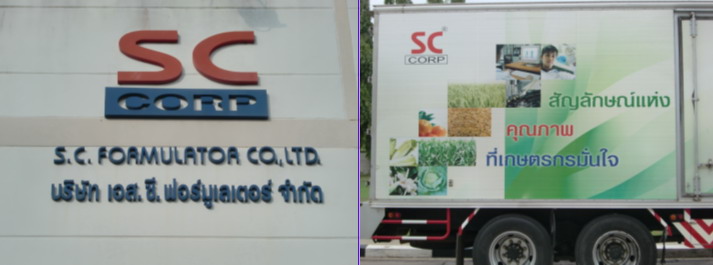 SC
CORP
S.C. FORMULATOR CO.,LTD.
บริษัท เอส. ซี. ฟอร์มูเลเตอร์ จำกัด
SC
CORP
สัญลักษณ์แห่ง
คุณภาพ
ที่เกษตรกรมั่นใจ